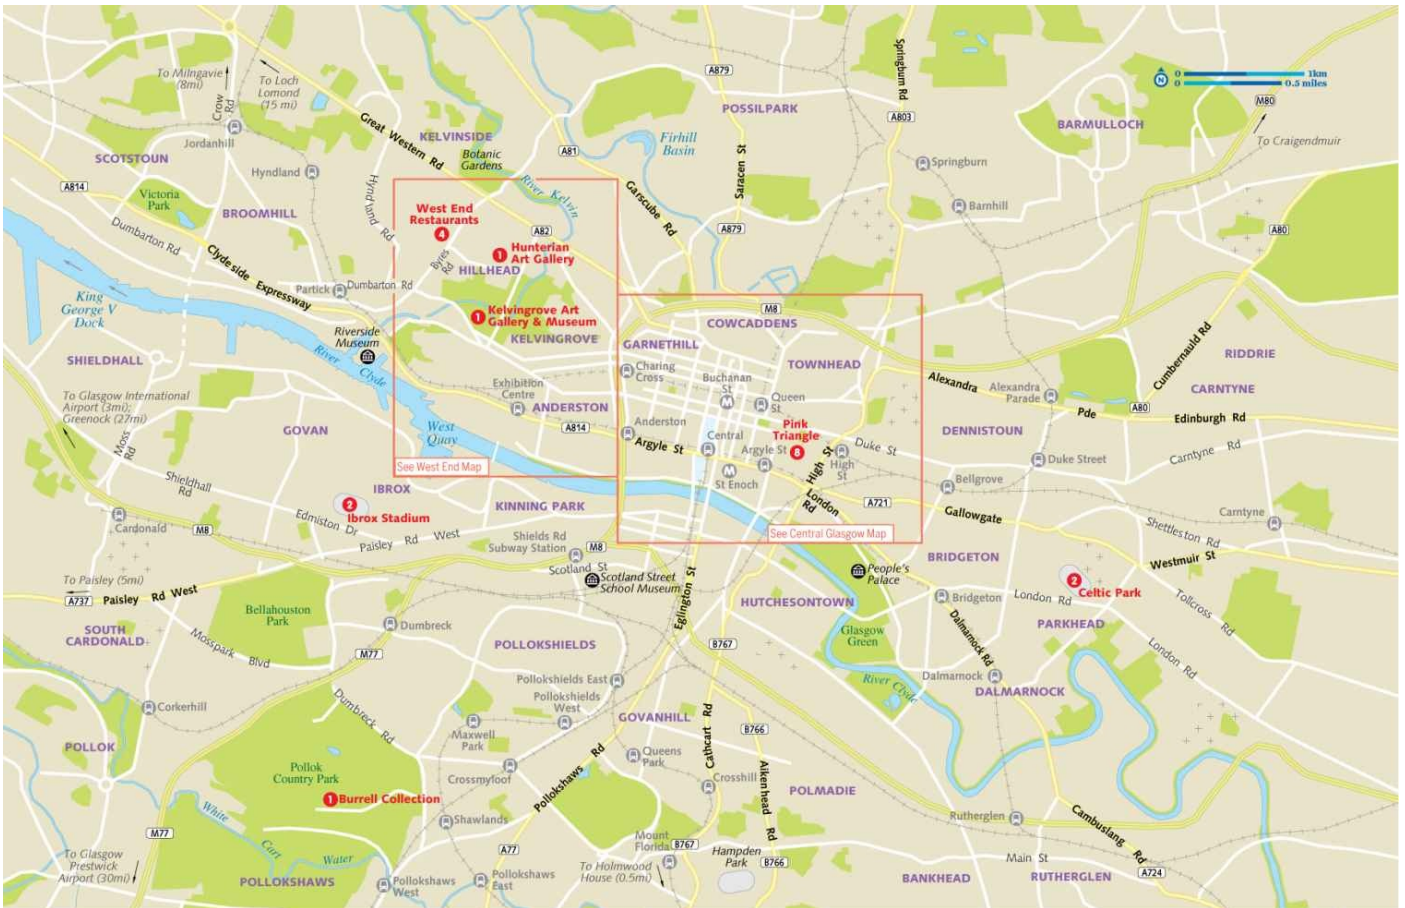 To Milngavie
(8mi)
To Loch
Lomond
(15 mi)
Crow
Rd
Jordanhill
Great Western Rd
KELVINSIDE
Botanic
Gardens
A81
A879
POSSILPARK
Firhill
Basin
Saracen St
Springburn Rd
A803
N
0 1km
0 0.5 miles
M80
BARMULLOCH
To Craigendmuir
SCOTSTOUN
Hyndland
A814
Victoria
Park
BROOMHILL
Hyndland Rd
River Kelvin
Garscube Rd
Springburn
Barnhill
Dumbarton Rd
West End
Restaurants
4
A82
A879
A80
Clydeside Expressway
Byres
Rd
1
Hunterian
Art Gallery
HILLHEAD
Partick
Dumbarton Rd
King
George V
Dock
Riverside
Museum
1
Kelvingrove Art
Gallery & Museum
KELVINGROVE
M8
COWCADDENS
GARNETHILL
TOWNHEAD
Cumbernauld Rd
RIDDRIE
SHIELDHALL
River
Clyde
Charing
Cross
Buchanan
St
M
Queen
St
Alexandra
Pde
Alexandra
Parade
CARNTYNE
A80
Edinburgh Rd
To Glasgow International
Airport (3mi);
Greenock (27mi)
Exhibition
Centre
ANDERSTON
A814
Anderston
Argyle St
Central
Pink
Triangle
8
Argyle St
High St
High
St
Duke St
DENNISTOUN
Duke Street
Carntyne Rd
GOVAN
Moss
Rd
West
Quay
See West End Map
M
St Enoch
London
Rd
A721
Bellgrove
Gallowgate
Shieldhall
Rd
IBROX
2
Ibrox Stadium
KINNING PARK
See Central Glasgow Map
Carntyne
Shettleston Rd
Cardonald
M8
Edmiston Dr
Paisley Rd West
Shields Rd
Subway Station
M8
Scotland St
Scotland Street
School Museum
Eglington St
People's
Palace
BRIDGETON
Westmuir St
2
Celtic Park
To Paisley (5mi)
A737
Paisley Rd West
Bellahouston
Park
HUTCHESONTOWN
Bridgeton
London Rd
PARKHEAD
Tollcross Rd
SOUTH
CARDONALD
Mosspark Blvd
Dumbreck
M77
POLLOKSHIELDS
B767
Glasgow
Green
Dalmarnock Rd
London Rd
Pollokshields East
Pollokshields
West
River Clyde
Dalmarnock
DALMARNOCK
Corkerhill
Dumbreck Rd
Maxwell
Park
GOVANHILL
Cathcart Rd
B766
POLLOK
Pollok
Country Park
1
Burrell Collection
Crossmyloof
Pollokshaws Rd
Queens
Park
Crosshill
Aikenhead Rd
POLMADIE
White
Cart
Water
M77
Shawlands
A77
Mount
Florida
B767
Hampden
Park
B766
Rutherglen
Cambuslang Rd
Main St
A724
To Glasgow
Prestwick
Airport (30mi)
POLLOKSHAWS
Pollokshaws
West
Pollokshaws
East
To Holmwood
House (0.5mi)
BANKHEAD
RUTHERGLEN